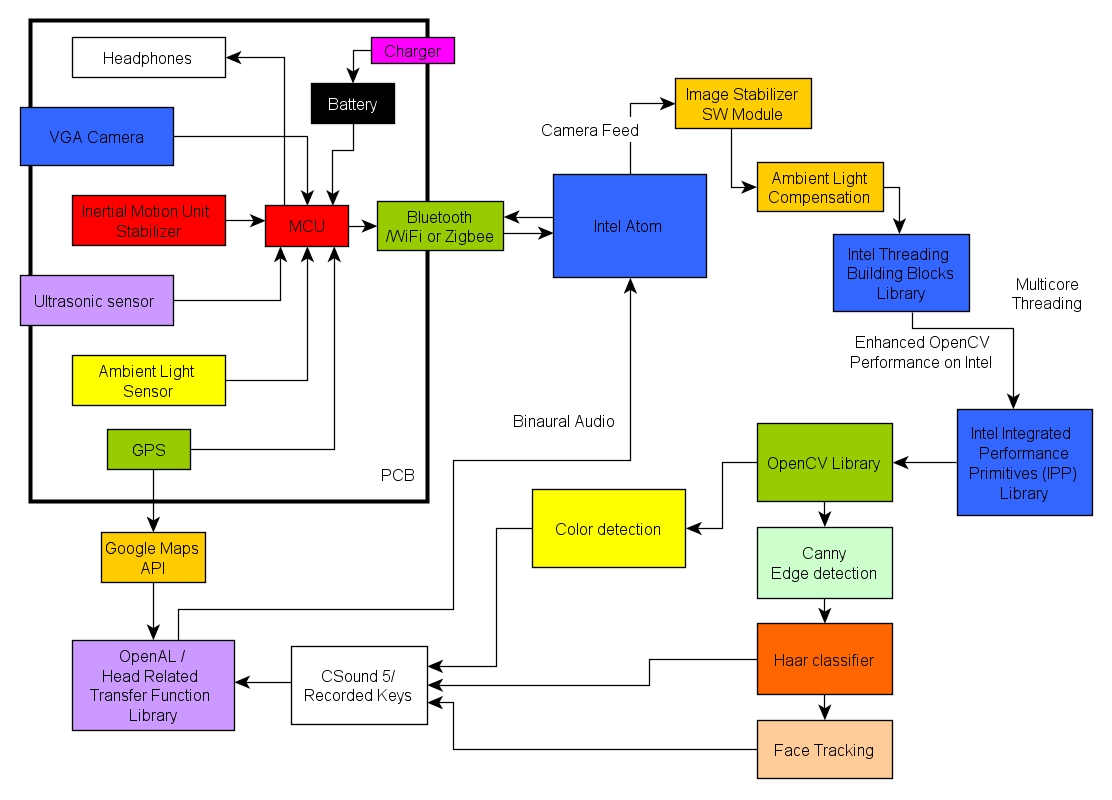 Headphones
Charger
Battery
VGA Camera
Inertial Motion Unit
Stabilizer
MCU
Bluetooth
/WiFi or Zigbee
Ultrasonic sensor
Ambient Light
Sensor
GPS
PCB
Google Maps
API
OpenAL /
Head Related
Transfer Function
Library
CSound 5/
Recorded Keys
Camera Feed
Intel Atom
Binaural Audio
Image Stabilizer
SW Module
Ambient Light
Compensation
Intel Threading
Building Blocks
Library
Multicore
Threading
Enhanced OpenCV
Performance on Intel
Intel Integrated
Performance
Primitives (IPP)
Library
OpenCV Library
Color detection
Canny
Edge detection
Haar classifier
Face Tracking